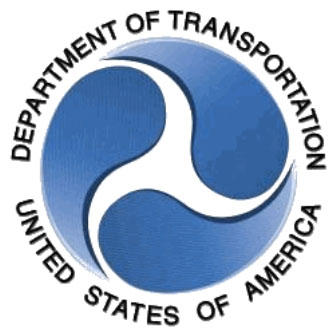 DEPARTMENT OF TRANSPORTATION
UNITED STATES OF AMERICA